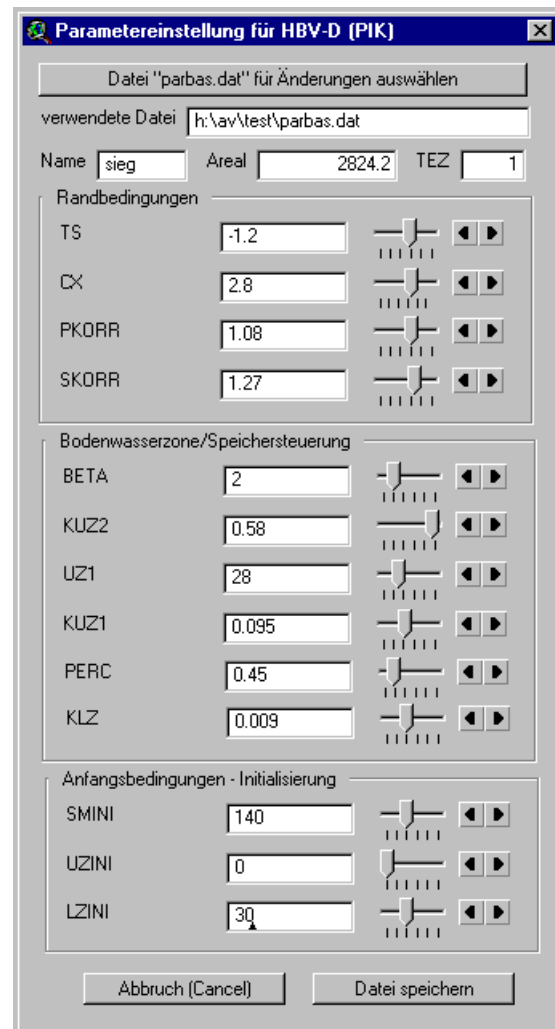 Parametereinstellung für HBV-D (PIK)
Datei "parbas.dat" für Änderungen auswählen
verwendete Datei h:\av\test\parbas.dat
Name sieg Areal 2824.2 TEZ 1
Randbedingungen
TS -1.2
CX 2.8
PKORR 1.08
SKORR 1.27
Bodenwasserzone/Speichersteuerung
BETA 2
KUZ2 0.58
UZ1 28
KUZ1 0.095
PERC 0.45
KLZ 0.009
Anfangsbedingungen - Initialisierung
SMINI 140
UZINI 0
LZINI 30
Abbruch (Cancel) Datei speichern